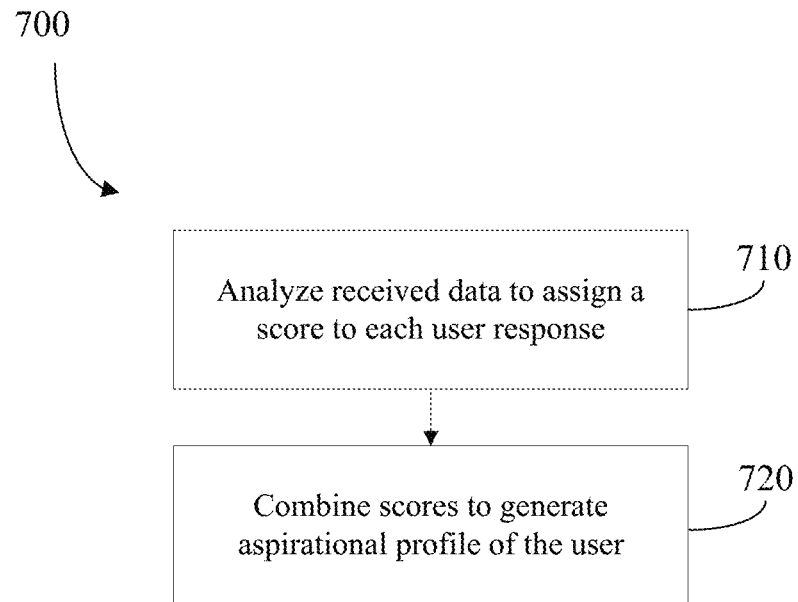 700
710
Analyze received data to assign a
score to each user response
720
Combine scores to generate
aspirational profile of the user